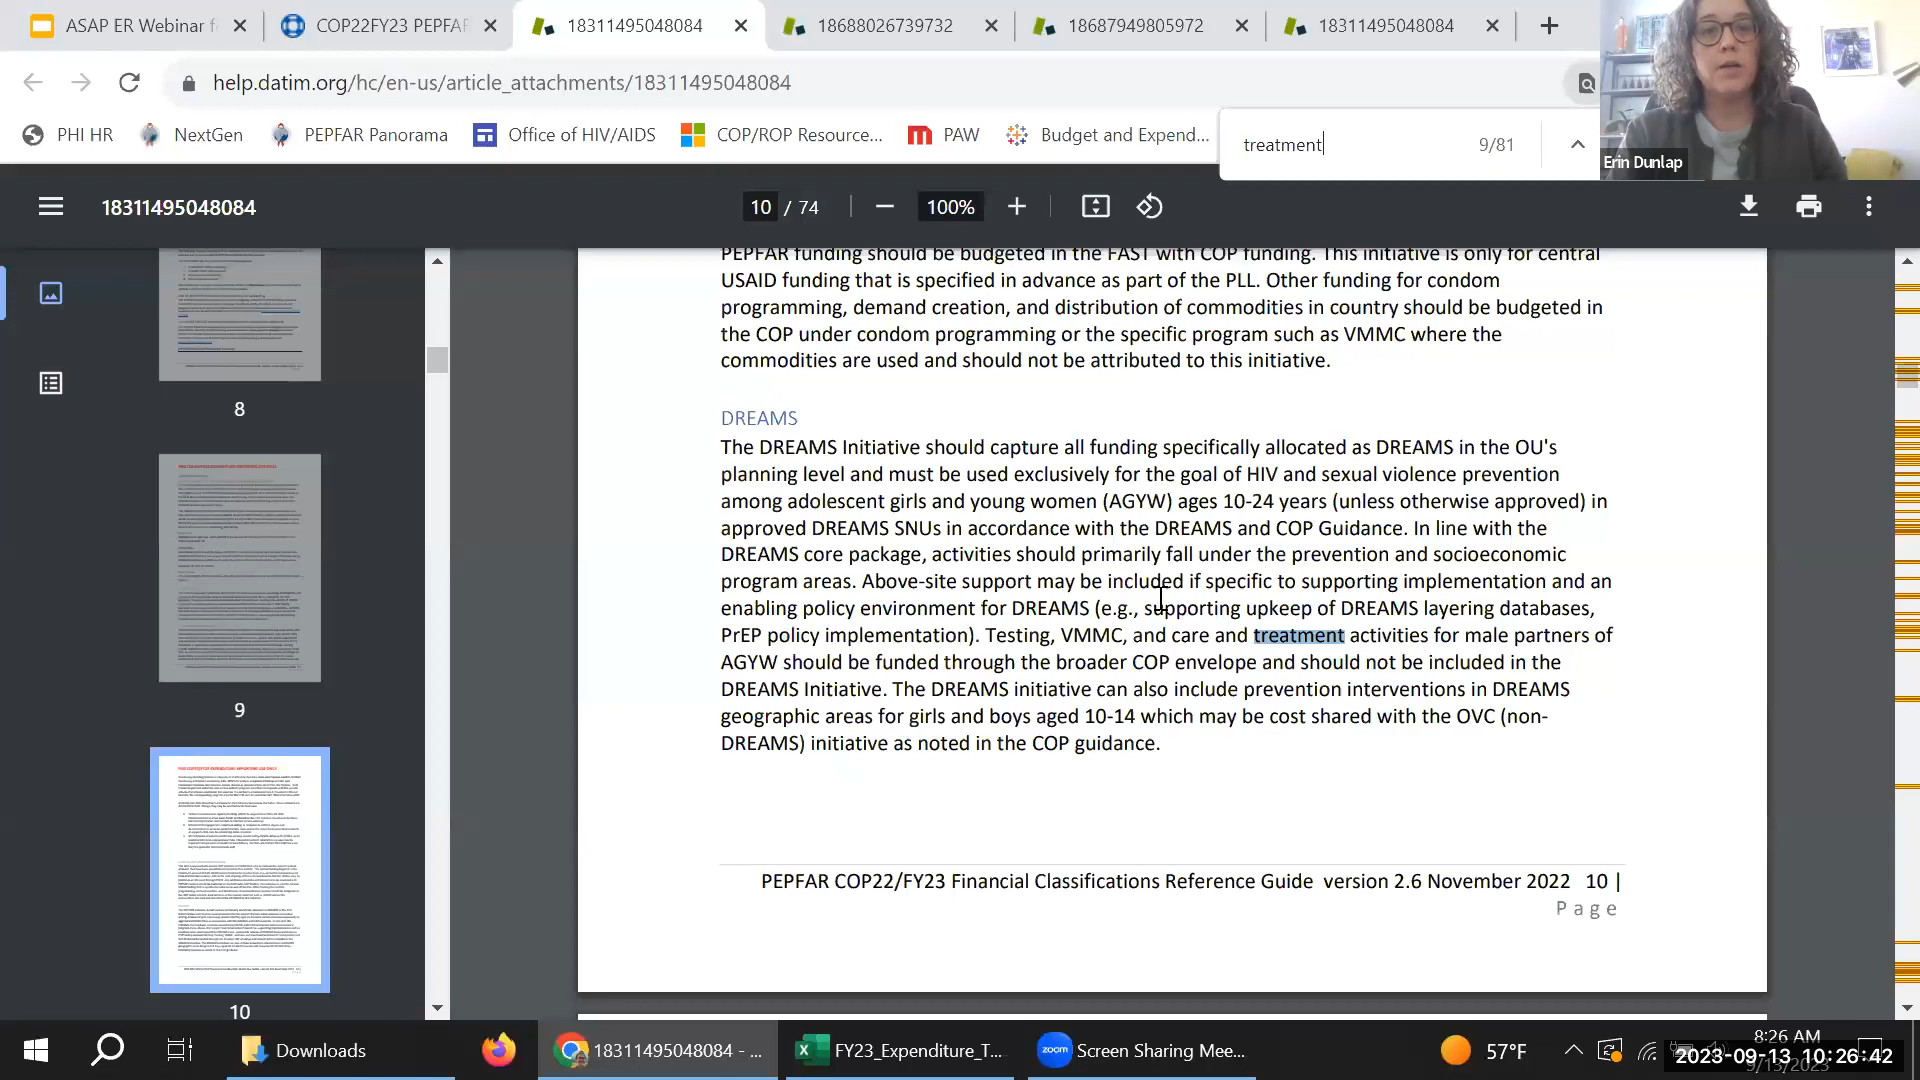 ASAP ER Webinar f
COP22FY23 PEPFAR
18311495048084
18688026739732
18687949805972
18311495048084
help.datim.org/hc/en-us/article_attachments/18311495048084
PHI HR
NextGen
PEPFAR Panorama
Office of HIV/AIDS
COP/ROP Resource...
PAW
Budget and Expend...
treatment
9/81
Erin Dunlap
18311495048084
10 / 74
100%
8
9
10
PEPFAR funding should be budgeted in the FAST with COP funding. This initiative is only for central
USAID funding that is specified in advance as part of the PLL. Other funding for condom
programming, demand creation, and distribution of commodities in country should be budgeted in
the COP under condom programming or the specific program such as VMMC where the
commodities are used and should not be attributed to this initiative.
DREAMS
The DREAMS Initiative should capture all funding specifically allocated as DREAMS in the OU's
planning level and must be used exclusively for the goal of HIV and sexual violence prevention
among adolescent girls and young women (AGYW) ages 10-24 years (unless otherwise approved) in
approved DREAMS SNUs in accordance with the DREAMS and COP Guidance. In line with the
DREAMS core package, activities should primarily fall under the prevention and socioeconomic
program areas. Above-site support may be included if specific to supporting implementation and an
enabling policy environment for DREAMS (e.g., supporting upkeep of DREAMS layering databases,
PrEP policy implementation). Testing, VMMC, and care and treatment activities for male partners of
AGYW should be funded through the broader COP envelope and should not be included in the
DREAMS Initiative. The DREAMS initiative can also include prevention interventions in DREAMS
geographic areas for girls and boys aged 10-14 which may be cost shared with the OVC (non-
DREAMS) initiative as noted in the COP guidance.
PEPFAR COP22/FY23 Financial Classifications Reference Guide version 2.6 November 2022 10 |
Page
Downloads
18311495048084 - ...
FY23_Expenditure_T...
zoom
Screen Sharing Mee...
57°F
8:26 AM
2023-09-13 10:26:42
9/13/2023